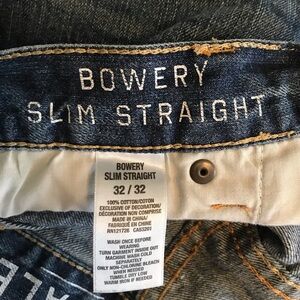 BOWERY
SLIM STRAIGHT
BOWERY
SLIM STRAIGHT
32 / 32
100% COTTON/COTON
EXCLUSIVE OF DECORATION/
DÉCORATION NON COMPRISE
MADE IN CHINA/
FABRIQUÉ EN CHINE
RN121726 CA53201
WASH ONCE BEFORE
WEARING
TURN GARMENT INSIDE OUT
MACHINE WASH COLD
SEPARATELY
ONLY NON-CHLORINE BLEACH
WHEN NEEDED
TUMBLE DRY LOW
WARM IRON IF NEEDED